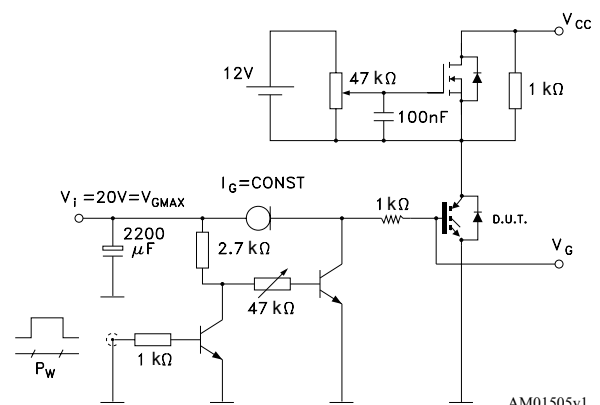 V CC
12V
47 kΩ
100nF
1 kΩ
I G =CONST
V i =20V=V GMAX
1 kΩ
D.U.T.
2200
μF
2.7 kΩ
V G
47 kΩ
1 kΩ
P W
AM01505v1